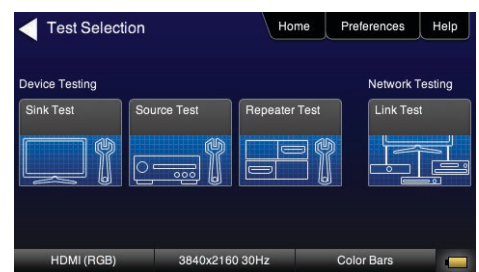 Test Selection
Home
Preferences
Help
Device Testing
Network Testing
Sink Test
Source Test
Repeater Test
Link Test
HDMI (RGB)
3840x2160 30Hz
Color Bars